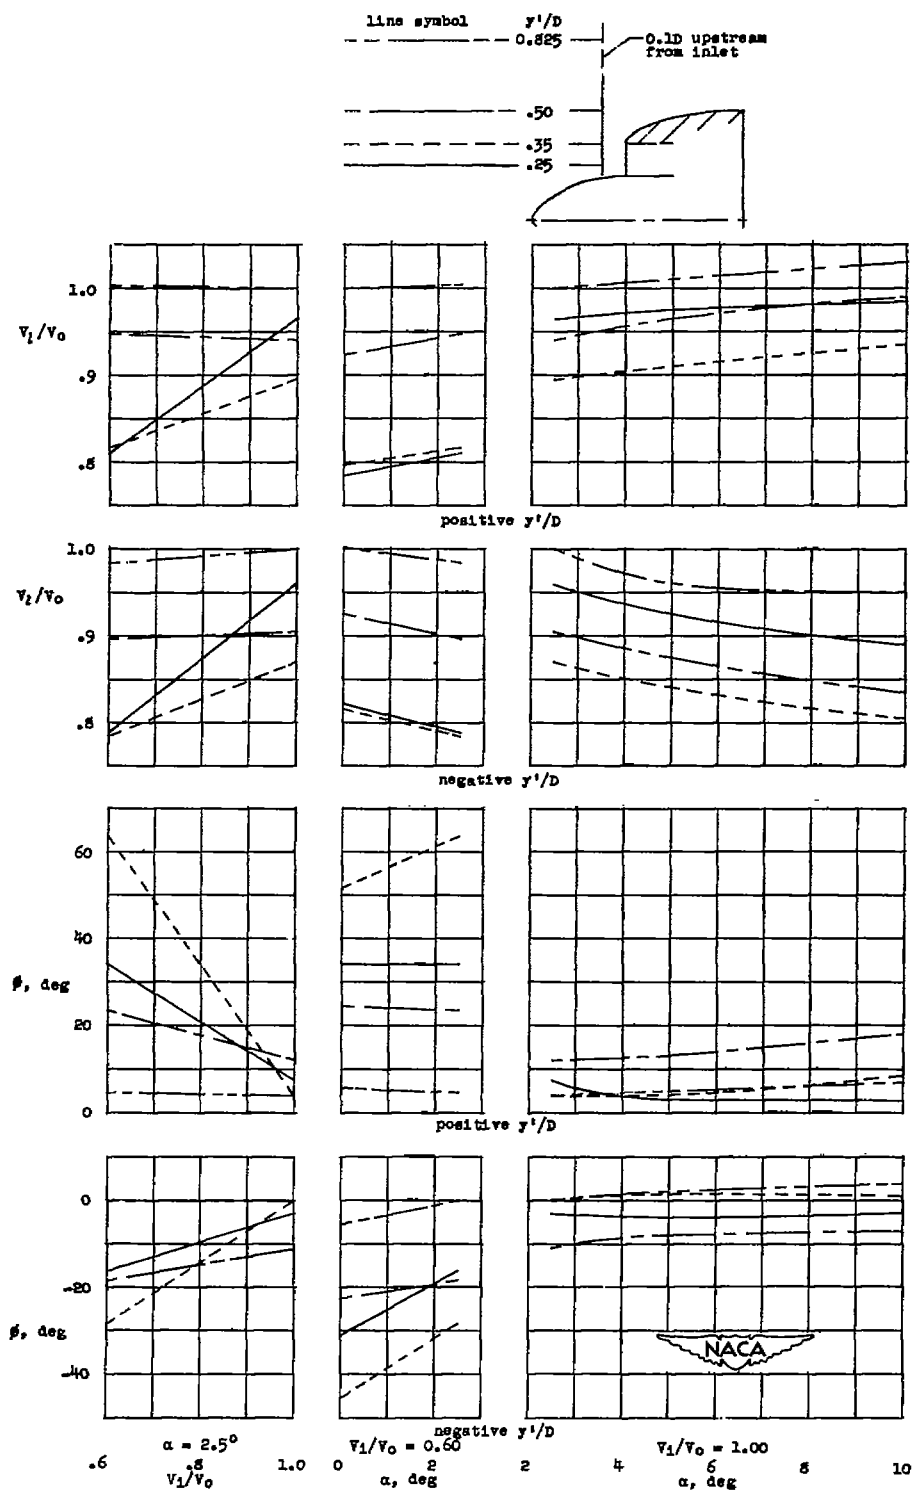 line symbol y'/D
0.825
0.1D upstream
from inlet
.50
.35
.25
1.0
V_l/V_0
.9
.8
positive y'/D
1.0
V_l/V_0
.9
.8
negative y'/D
60
40
ø, deg
20
0
positive y'/D
0
-20
ø, deg
-40
NACA
negative y'/D
α = 2.5°
V_i/V_0 = 0.60
V_i/V_0 = 1.00
.6 .8 1.0 0 2 2 4 6 8 10
V_i/V_0 α, deg α, deg